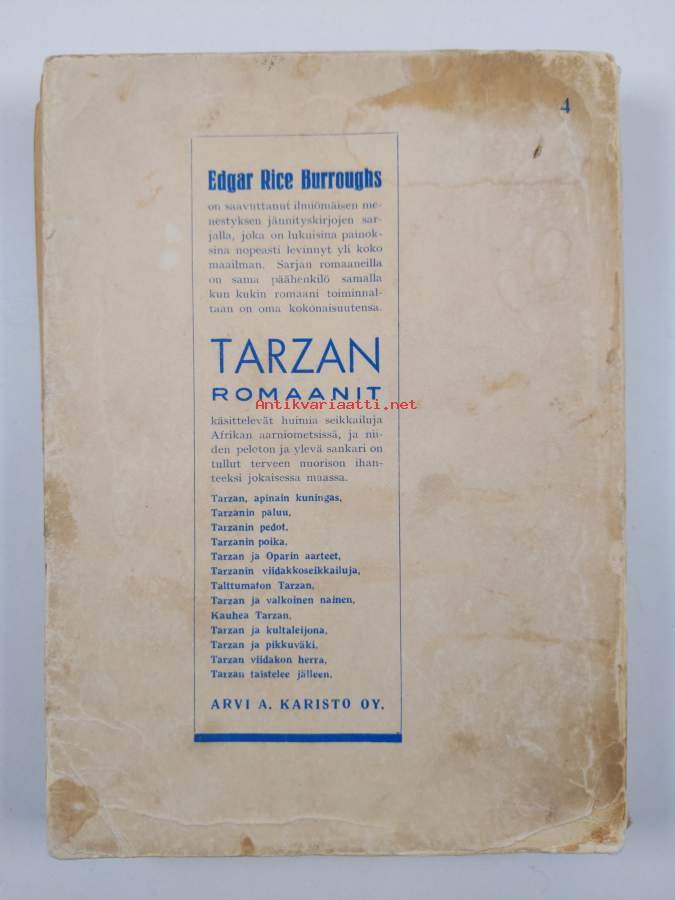 4
Edgar Rice Burroughs
on saavuttanut ilmiömäisen me-
nestyksen jännityskirjojen sar-
jalla, joka on lukuisina painok-
sina nopeasti levinnyt yli koko
maailman. Sarjan romaaneilla
on sama päähenkilö samalla
kun kukin romaani toiminnal-
taan on oma kokonaisuutensa.
TARZAN
ROMAANIT
Antikvariaatti.net
käsittelevät huimia seikkailuja
Afrikan aarniometsissä, ja nii-
den peloton ja ylevä sankari on
tullut terveen nuorison ihan-
teeksi jokaisessa maassa.
Tarzan, apinain kuningas,
Tarzanin paluu,
Tarzanin pedot,
Tarzanin poika,
Tarzan ja Oparin aarteet,
Tarzanin viidakkoseikkailuja,
Talttumaton Tarzan,
Tarzan ja valkoinen nainen,
Kauhea Tarzan,
Tarzan ja kultaleijona,
Tarzan ja pikkuväki,
Tarzan viidakon herra,
Tarzan taistelee jälleen.
ARVI A. KARISTO OY.